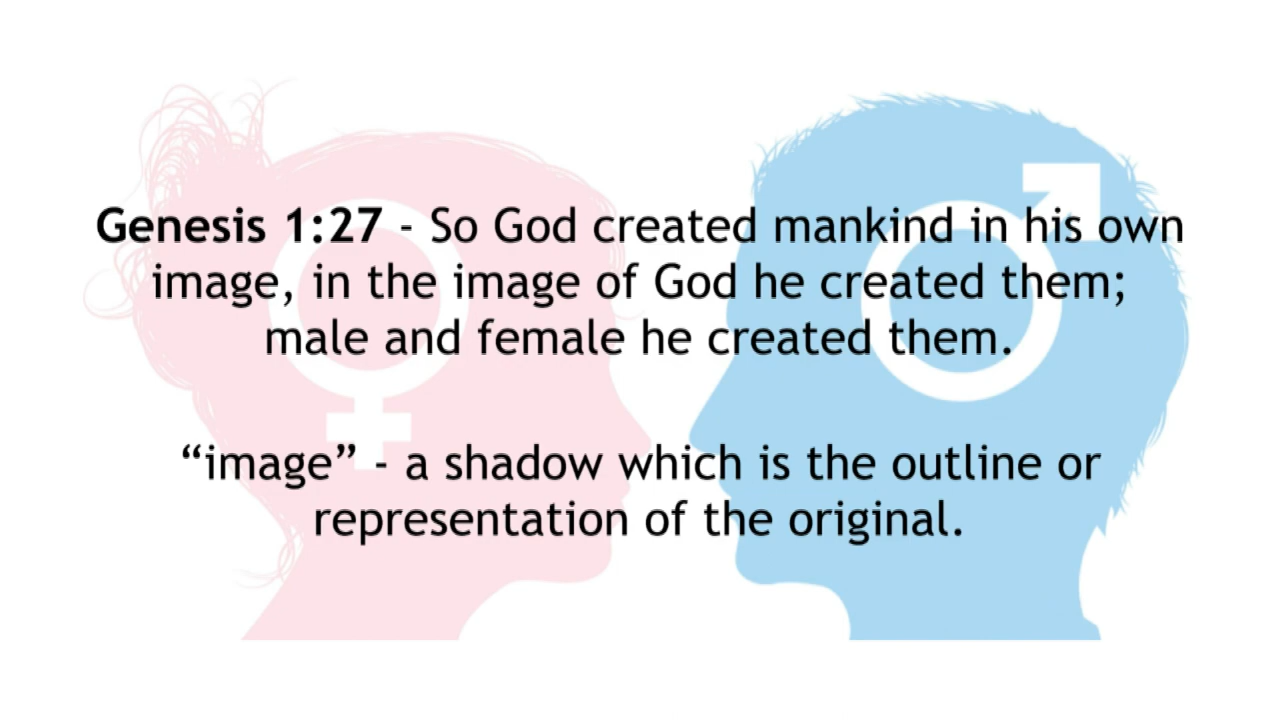 Genesis 1:27 - So God created mankind in his own
image, in the image of God he created them;
male and female he created them.
“image” - a shadow which is the outline or
representation of the original.